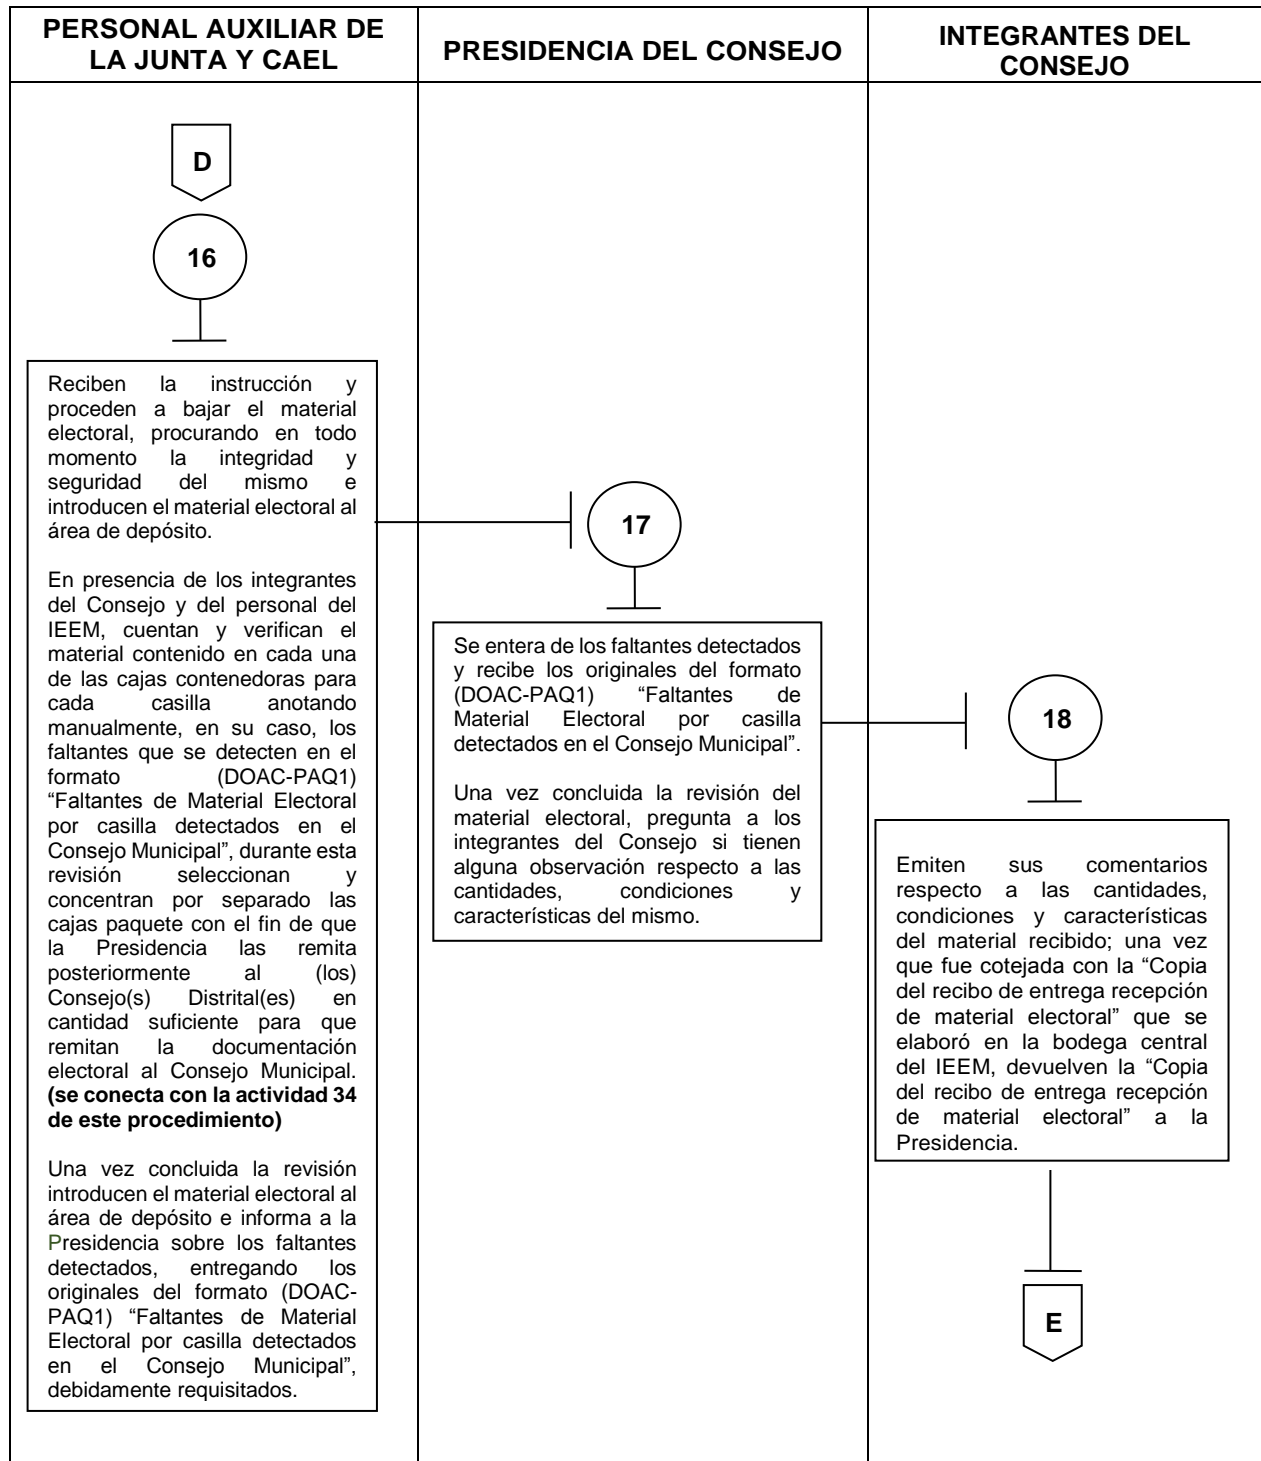 PERSONAL AUXILIAR DE
LA JUNTA Y CAEL
PRESIDENCIA DEL CONSEJO
INTEGRANTES DEL
CONSEJO
D
16
Reciben la instrucción y
proceden a bajar el material
electoral, procurando en todo
momento la integridad y
seguridad del mismo e
introducen el material electoral al
área de depósito.
En presencia de los integrantes
del Consejo y del personal del
IEEM, cuentan y verifican el
material contenido en cada una
de las cajas contenedoras para
cada casilla anotando
manualmente, en su caso, los
faltantes que se detecten en el
formato (DOAC-PAQ1)
“Faltantes de Material Electoral
por casilla detectados en el
Consejo Municipal”, durante esta
revisión seleccionan y
concentran por separado las
cajas paquete con el fin de que
la Presidencia las remita
posteriormente al (los)
Consejo(s) Distrital(es) en
cantidad suficiente para que
remitan la documentación
electoral al Consejo Municipal.
(se conecta con la actividad 34
de este procedimiento)
Una vez concluida la revisión
introducen el material electoral al
área de depósito e informa a la
Presidencia sobre los faltantes
detectados, entregando los
originales del formato (DOAC-
PAQ1) “Faltantes de Material
Electoral por casilla detectados
en el Consejo Municipal”,
debidamente requisitados.
17
Se entera de los faltantes detectados
y recibe los originales del formato
(DOAC-PAQ1) “Faltantes de
Material Electoral por casilla
detectados en el Consejo Municipal”.
Una vez concluida la revisión del
material electoral, pregunta a los
integrantes del Consejo si tienen
alguna observación respecto a las
cantidades, condiciones y
características del mismo.
18
Emiten sus comentarios
respecto a las cantidades,
condiciones y características
del material recibido; una vez
que fue cotejada con la “Copia
del recibo de entrega recepción
de material electoral” que se
elaboró en la bodega central
del IEEM, devuelven la “Copia
del recibo de entrega recepción
de material electoral” a la
Presidencia.
E